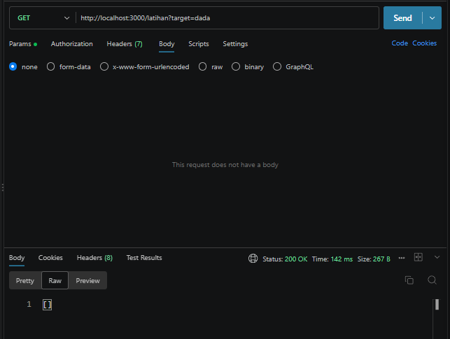 GET http://localhost:3000/latihan?target=dada Send
Params Authorization Headers (7) Body Scripts Settings Code Cookies
none form-data x-www-form-urlencoded raw binary GraphQL
This request does not have a body
Body Cookies Headers (8) Test Results Status: 200 OK Time: 142 ms Size: 267 B
Pretty Raw Preview
1 []